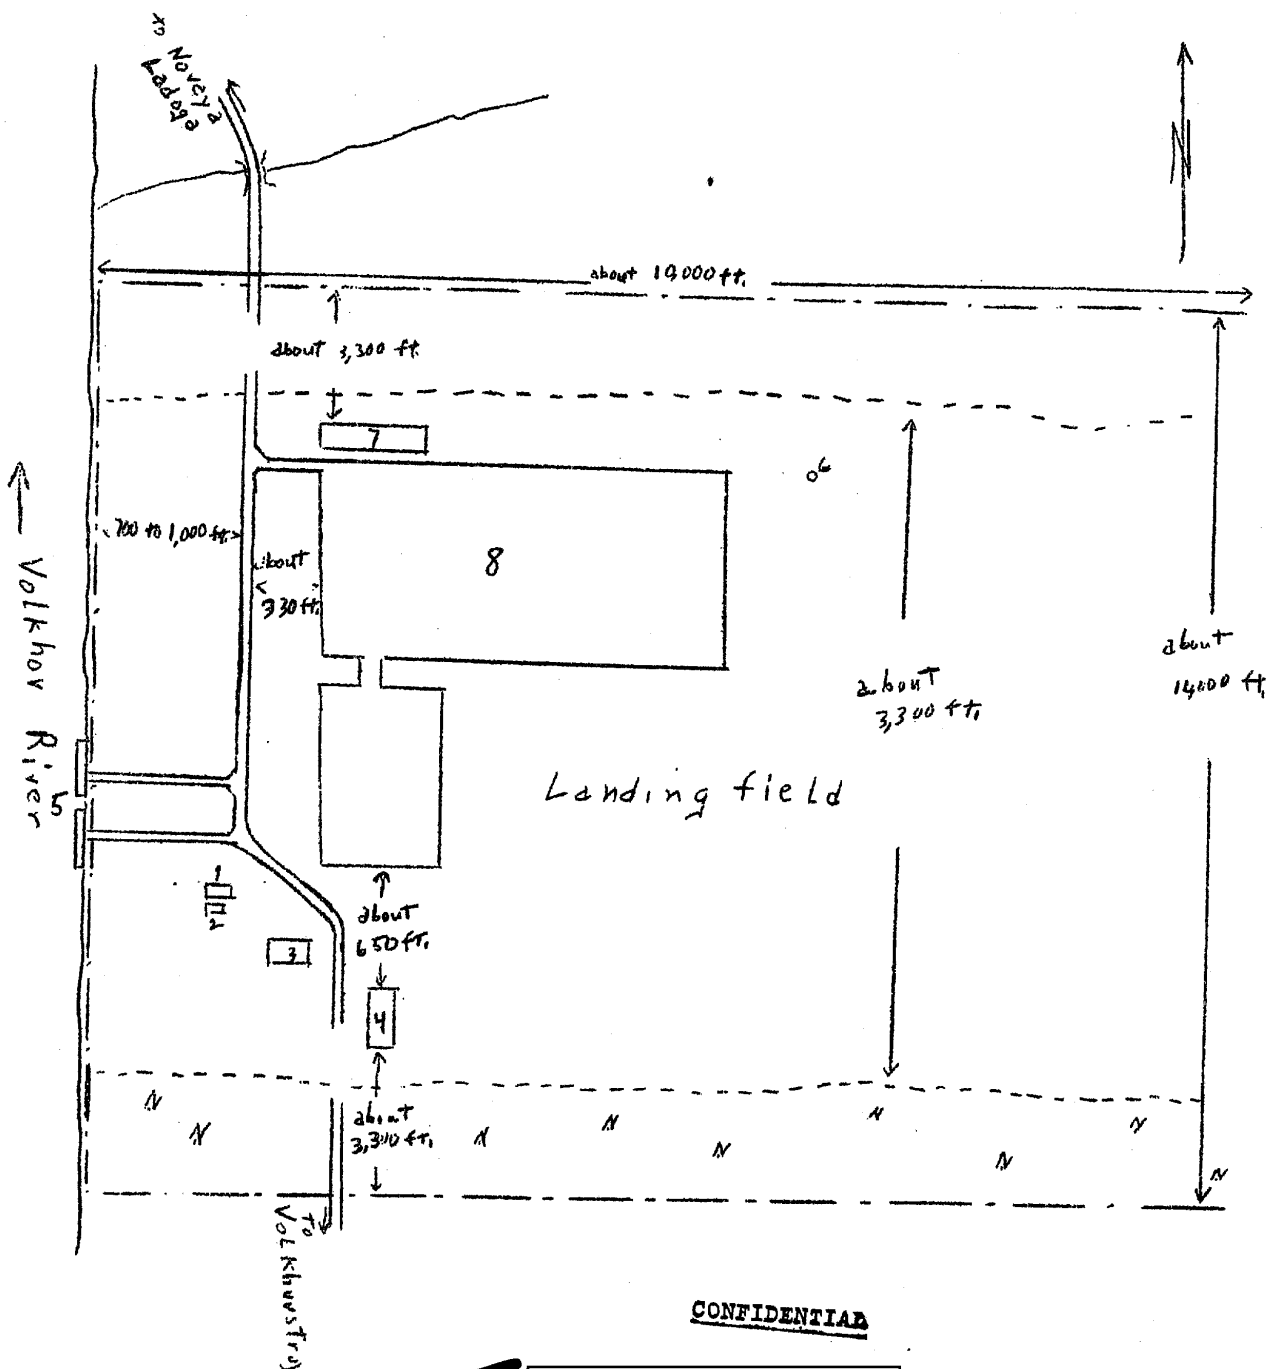 to Novaya
Ladoga
N
about 10,000 ft.
about 3,300 ft.
7
6
700 to 1,000 ft.
about
330 ft.
8
about
3,300 ft.
about
14,000 ft.
Volkhov River
Landing field
5
1
2
3
about
650 ft.
4
about
3,300 ft.
To
Volkhovstroy
CONFIDENTIAL